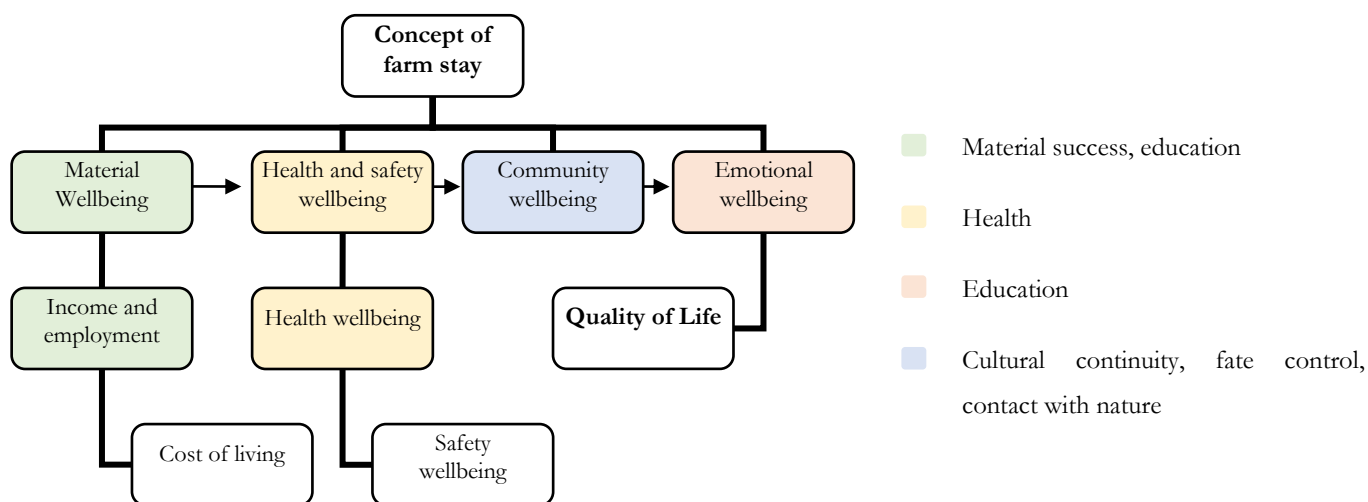 Concept of
farm stay
Material
Wellbeing
Health and safety
wellbeing
Community
wellbeing
Emotional
wellbeing
Income and
employment
Health wellbeing
Quality of Life
Cost of living
Safety
wellbeing
Material success, education
Health
Education
Cultural continuity, fate control,
contact with nature